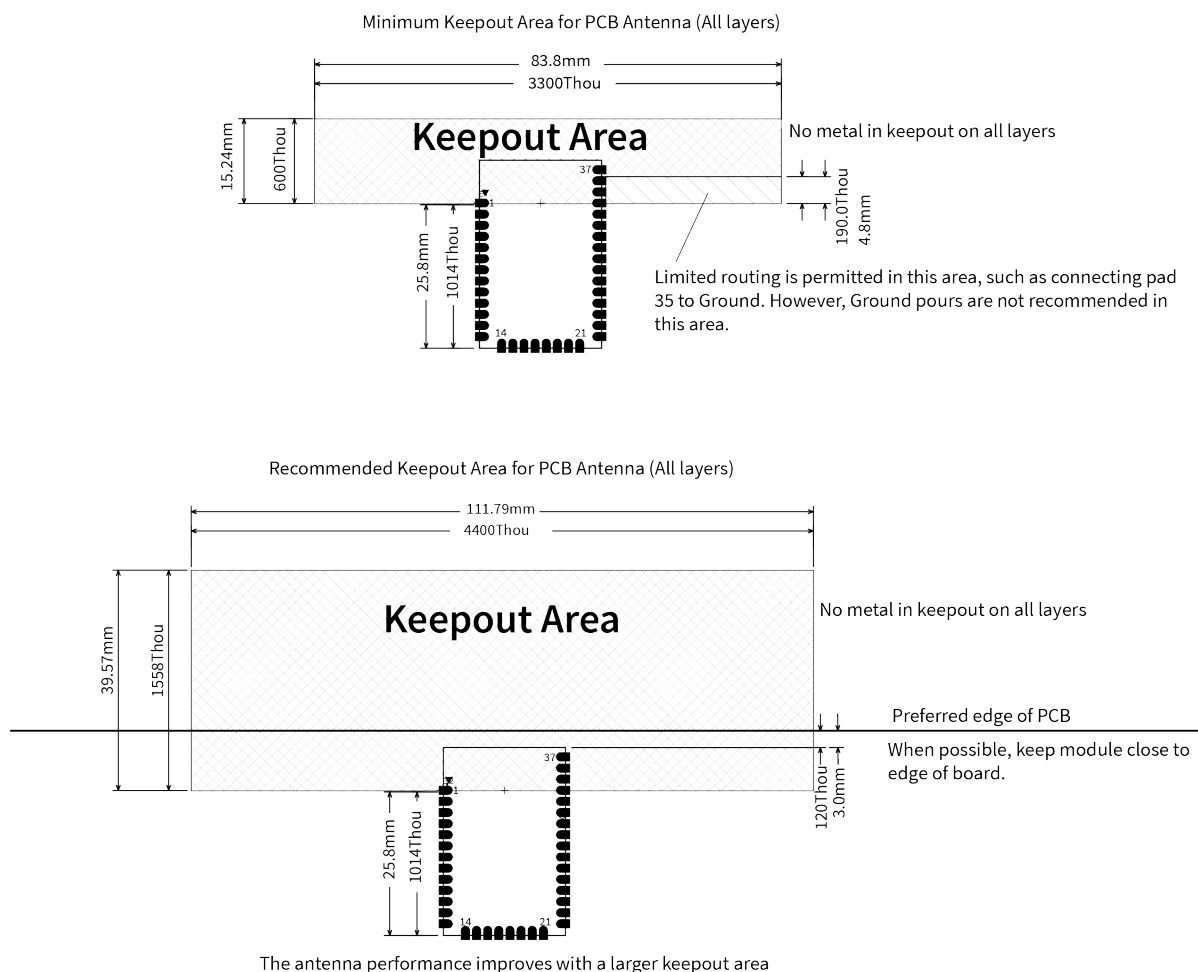 Minimum Keepout Area for PCB Antenna (All layers)
83.8mm
3300Thou
Keepout Area
No metal in keepout on all layers
15.24mm
600Thou
37
1
190.0Thou
4.8mm
25.8mm
1014Thou
Limited routing is permitted in this area, such as connecting pad
35 to Ground. However, Ground pours are not recommended in
this area.
14
21
Recommended Keepout Area for PCB Antenna (All layers)
111.79mm
4400Thou
Keepout Area
No metal in keepout on all layers
39.57mm
1558Thou
Preferred edge of PCB
When possible, keep module close to
edge of board.
37
1
120Thou
3.0mm
25.8mm
1014Thou
14
21
The antenna performance improves with a larger keepout area